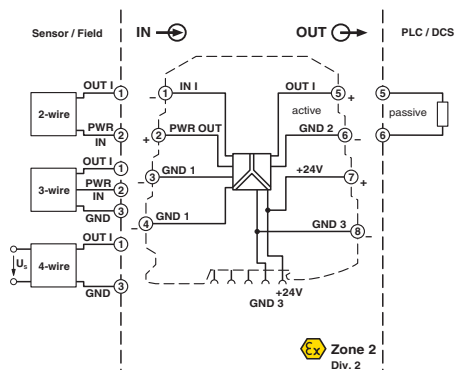 Sensor / Field
IN
OUT
PLC / DCS
OUT I
1
2-wire
PWR
IN
2
OUT I
1
3-wire
PWR
IN
2
GND
3
OUT I
1
Us
4-wire
GND
3
−
1
IN I
+
2
PWR OUT
−
3
GND 1
4
−
GND 1
OUT I
5
+
active
GND 2
6
−
+24V
7
+
GND 3
8
−
+24V
GND 3
5
passive
6
Ex
Zone 2
Div. 2